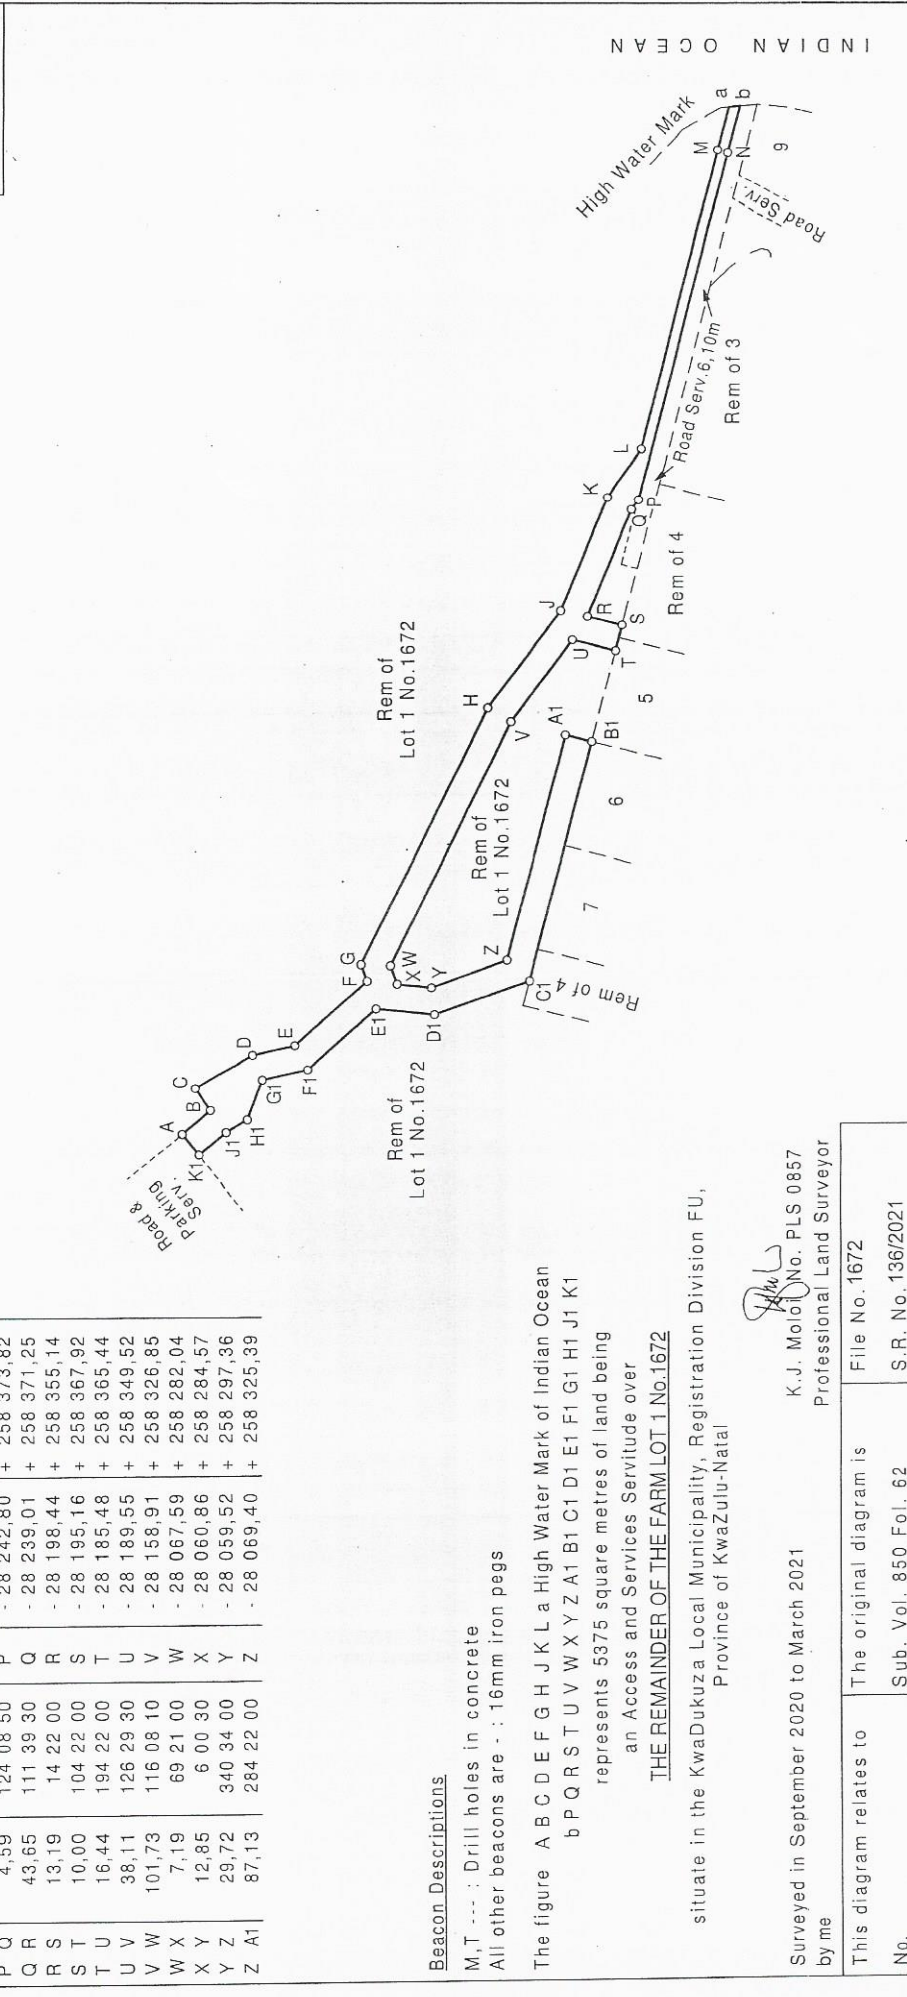 P Q 4,59 124 08 50 P - 28 242,80 + 258 373,82
Q R 43,65 111 39 30 Q - 28 239,01 + 258 371,25
R S 13,19 14 22 00 R - 28 198,44 + 258 355,14
S T 10,00 104 22 00 S - 28 195,16 + 258 367,92
T U 16,44 194 22 00 T - 28 185,48 + 258 365,44
U V 38,11 126 29 30 U - 28 189,55 + 258 349,52
V W 101,73 116 08 10 V - 28 158,91 + 258 326,85
W X 7,19 69 21 00 W - 28 067,59 + 258 282,04
X Y 12,85 6 00 30 X - 28 060,86 + 258 284,57
Y Z 29,72 340 34 00 Y - 28 059,52 + 258 297,36
Z A1 87,13 284 22 00 Z - 28 069,40 + 258 325,39
Beacon Descriptions
M,T --- : Drill holes in concrete
All other beacons are - : 16mm iron pegs
The figure A B C D E F G H J K L a High Water Mark of Indian Ocean
b P Q R S T U V W X Y Z A1 B1 C1 D1 E1 F1 G1 H1 J1 K1
represents 5375 square metres of land being
an Access and Services Servitude over
THE REMAINDER OF THE FARM LOT 1 No.1672
situate in the KwaDukuza Local Municipality, Registration Division FU,
Province of KwaZulu-Natal
Surveyed in September 2020 to March 2021
by me
K.J. Moloi No. PLS 0857
Professional Land Surveyor
This diagram relates to
No.
The original diagram is
Sub. Vol. 850 Fol. 62
File No. 1672
S.R. No. 136/2021
Road &
Parking
Serv.
A
K1
B
C
J1
H1
D
G1
E
F1
F
G
E1
X
W
Y
D1
Z
C1
Rem of 4
Rem of
Lot 1 No.1672
Rem of
Lot 1 No.1672
Rem of
Lot 1 No.1672
H
V
A1
B1
7
6
5
J
U
T
R
S
Rem of 4
K
Q
P
L
Road Serv.6,10m
Rem of 3
Road Serv.
9
M
N
a
b
High Water Mark
INDIAN OCEAN